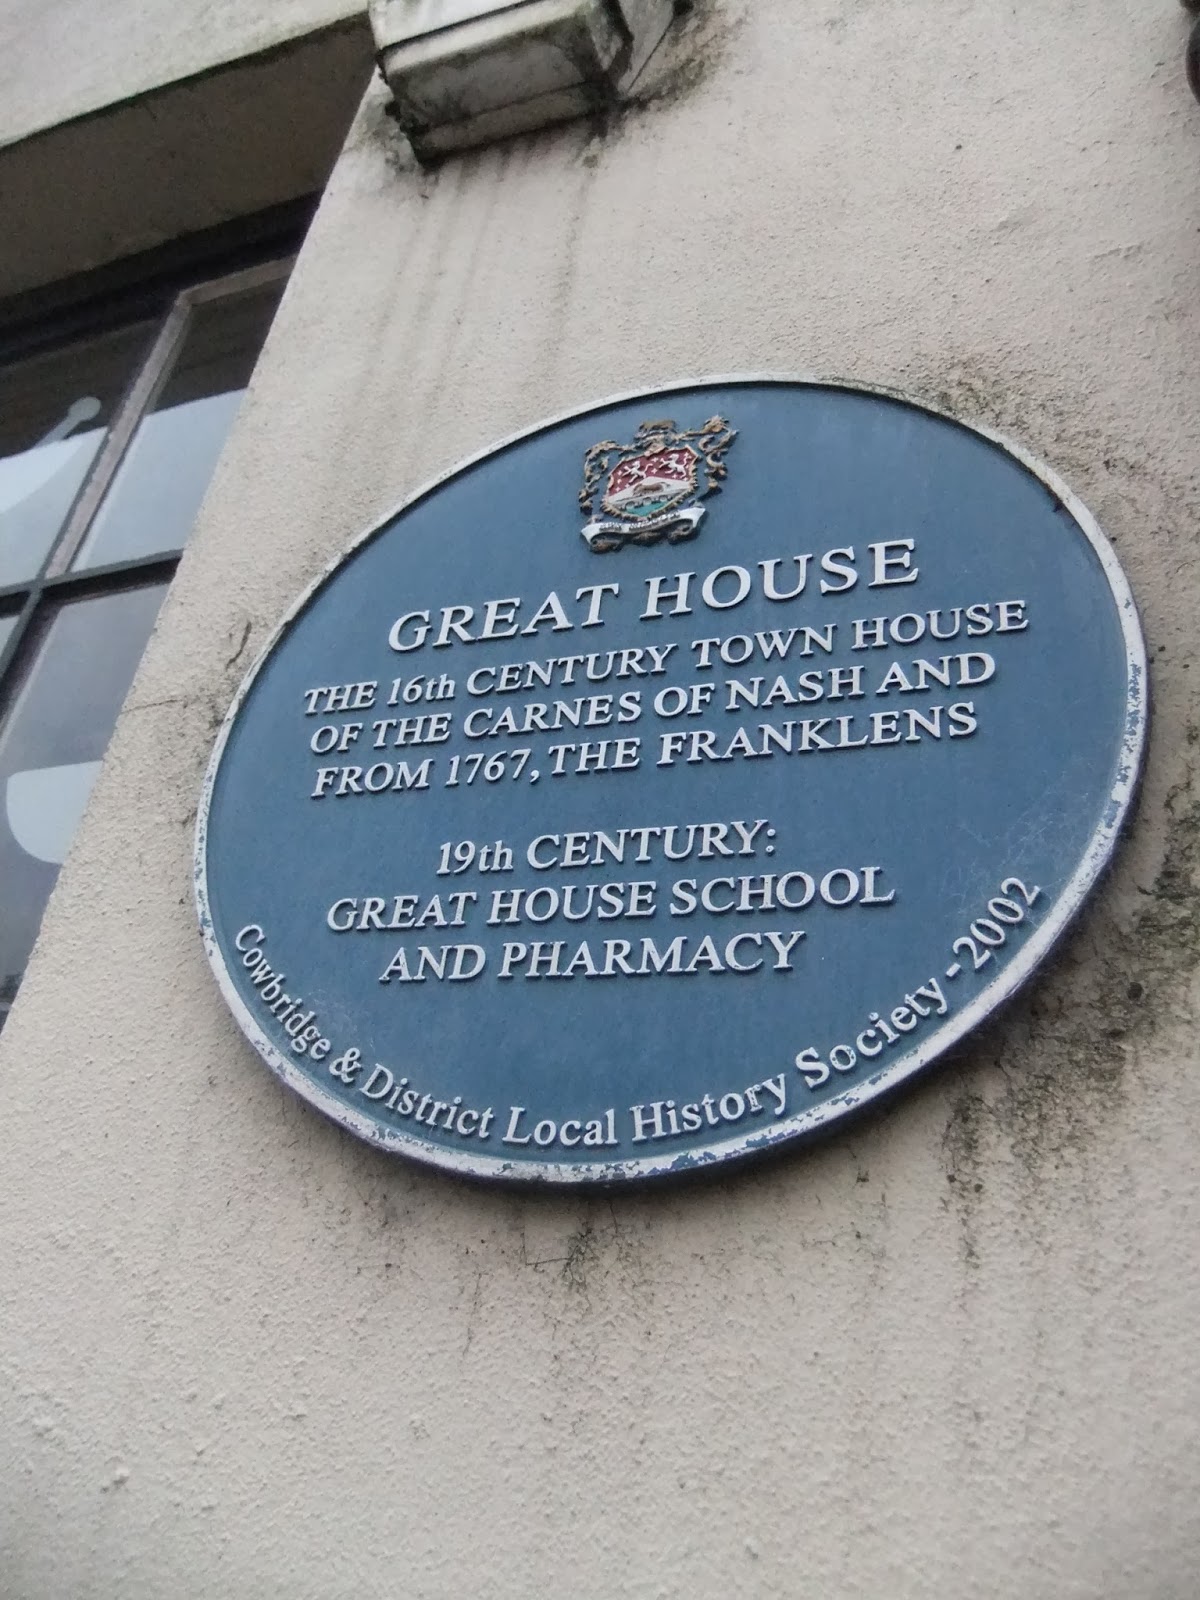 GREAT HOUSE
THE 16th CENTURY TOWN HOUSE
OF THE CARNES OF NASH AND
FROM 1767, THE FRANKLENS
19th CENTURY:
GREAT HOUSE SCHOOL
AND PHARMACY
Cowbridge & District Local History Society - 2002